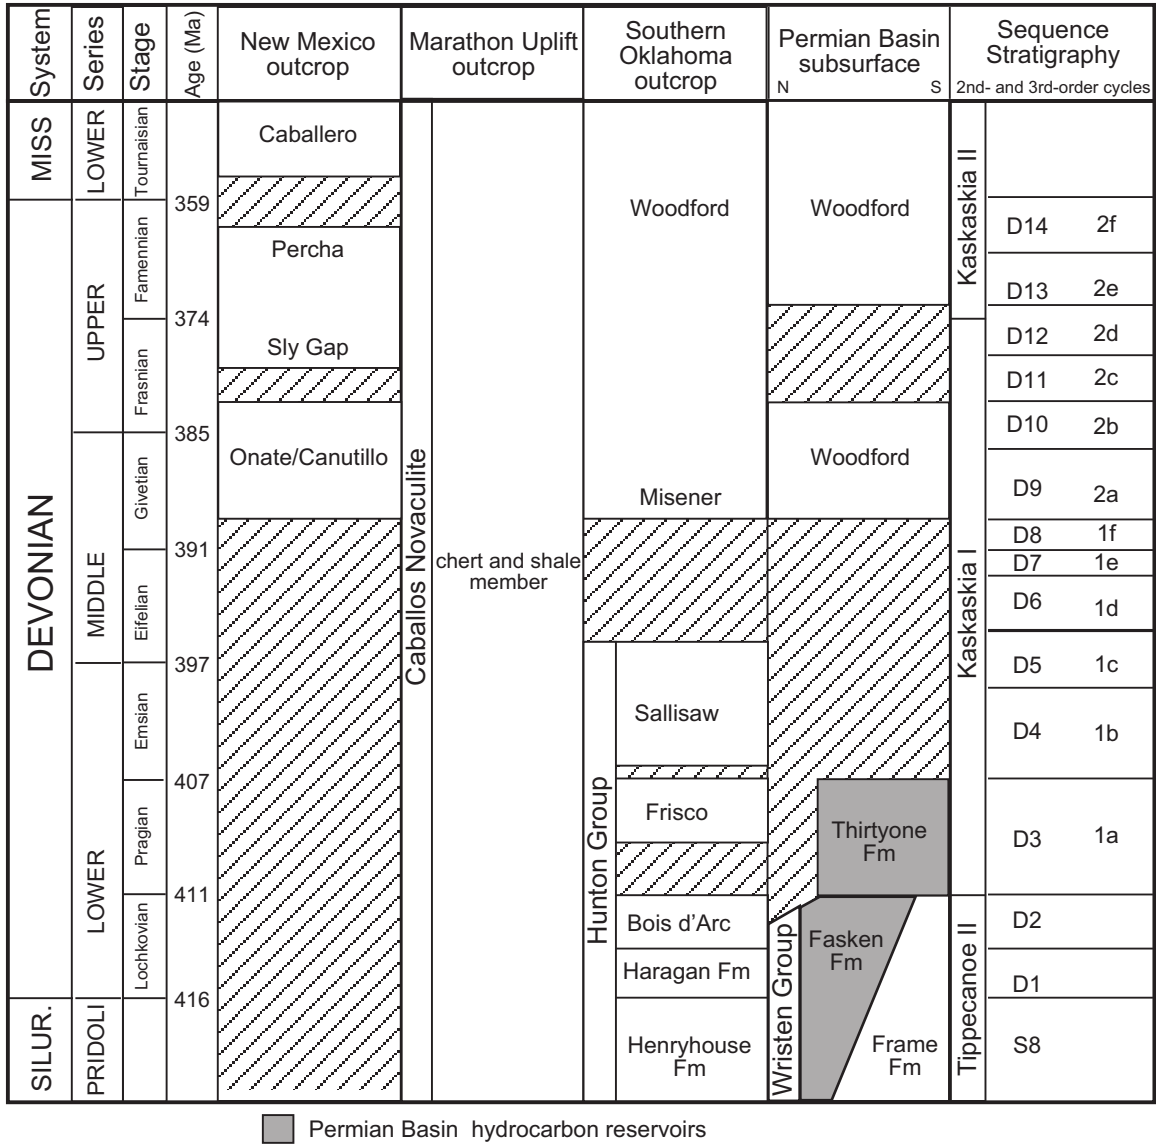 System
Series
Stage
Age (Ma)
New Mexico
outcrop
Marathon Uplift
outcrop
Southern
Oklahoma
outcrop
Permian Basin
subsurface
N S
Sequence
Stratigraphy
2nd- and 3rd-order cycles
MISS
DEVONIAN
SILUR.
LOWER
UPPER
MIDDLE
LOWER
PRIDOLI
Tournaisian
Famennian
Frasnian
Givetian
Eifelian
Emsian
Pragian
Lochkovian
359
374
385
391
397
407
411
416
Caballero
Percha
Sly Gap
Onate/Canutillo
Caballos Novaculite
chert and shale
member
Woodford
Misener
Hunton Group
Sallisaw
Frisco
Bois d’Arc
Haragan Fm
Henryhouse
Fm
Woodford
Woodford
Thirtyone
Fm
Wristen Group
Fasken
Fm
Frame
Fm
Kaskaskia II
Kaskaskia I
Tippecanoe II
D14 2f
D13 2e
D12 2d
D11 2c
D10 2b
D9 2a
D8 1f
D7 1e
D6 1d
D5 1c
D4 1b
D3 1a
D2
D1
S8
Permian Basin hydrocarbon reservoirs